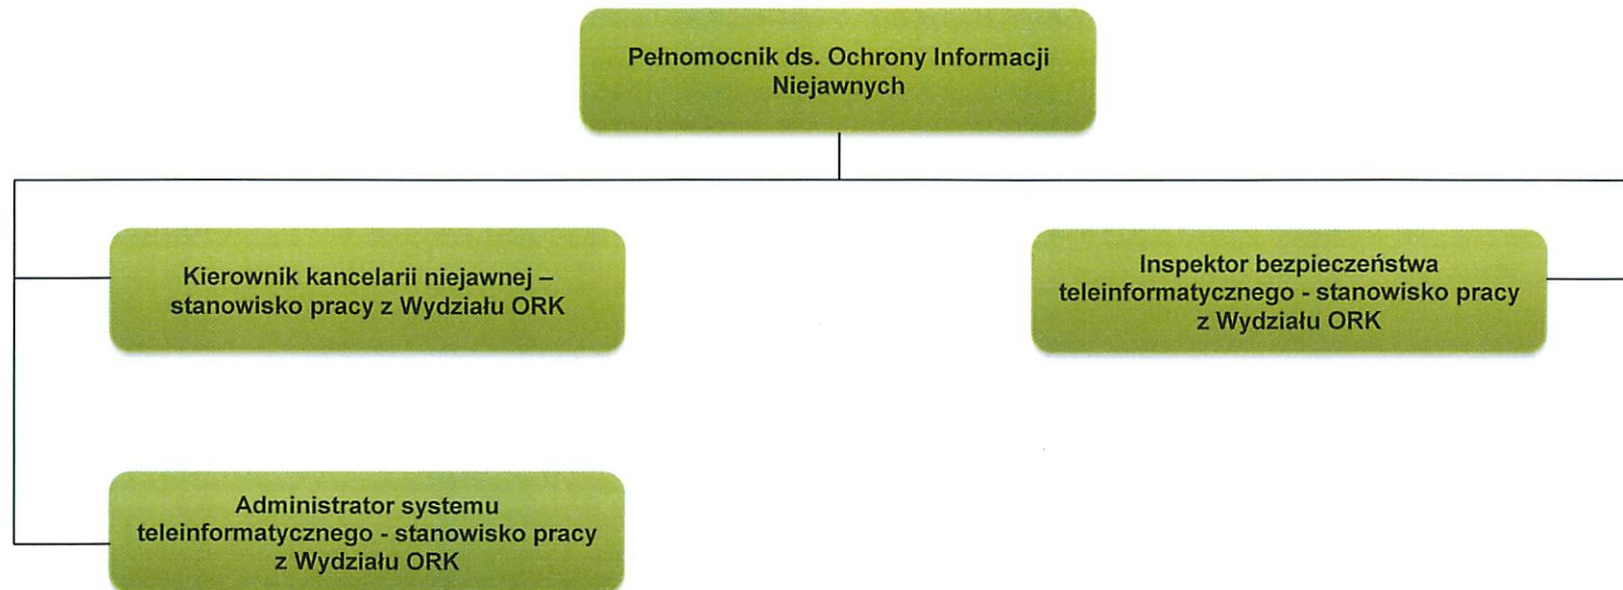 Pełnomocnik ds. Ochrony Informacji
Niejawnych
Kierownik kancelarii niejawnej –
stanowisko pracy z Wydziału ORK
Inspektor bezpieczeństwa
teleinformatycznego - stanowisko pracy
z Wydziału ORK
Administrator systemu
teleinformatycznego - stanowisko pracy
z Wydziału ORK